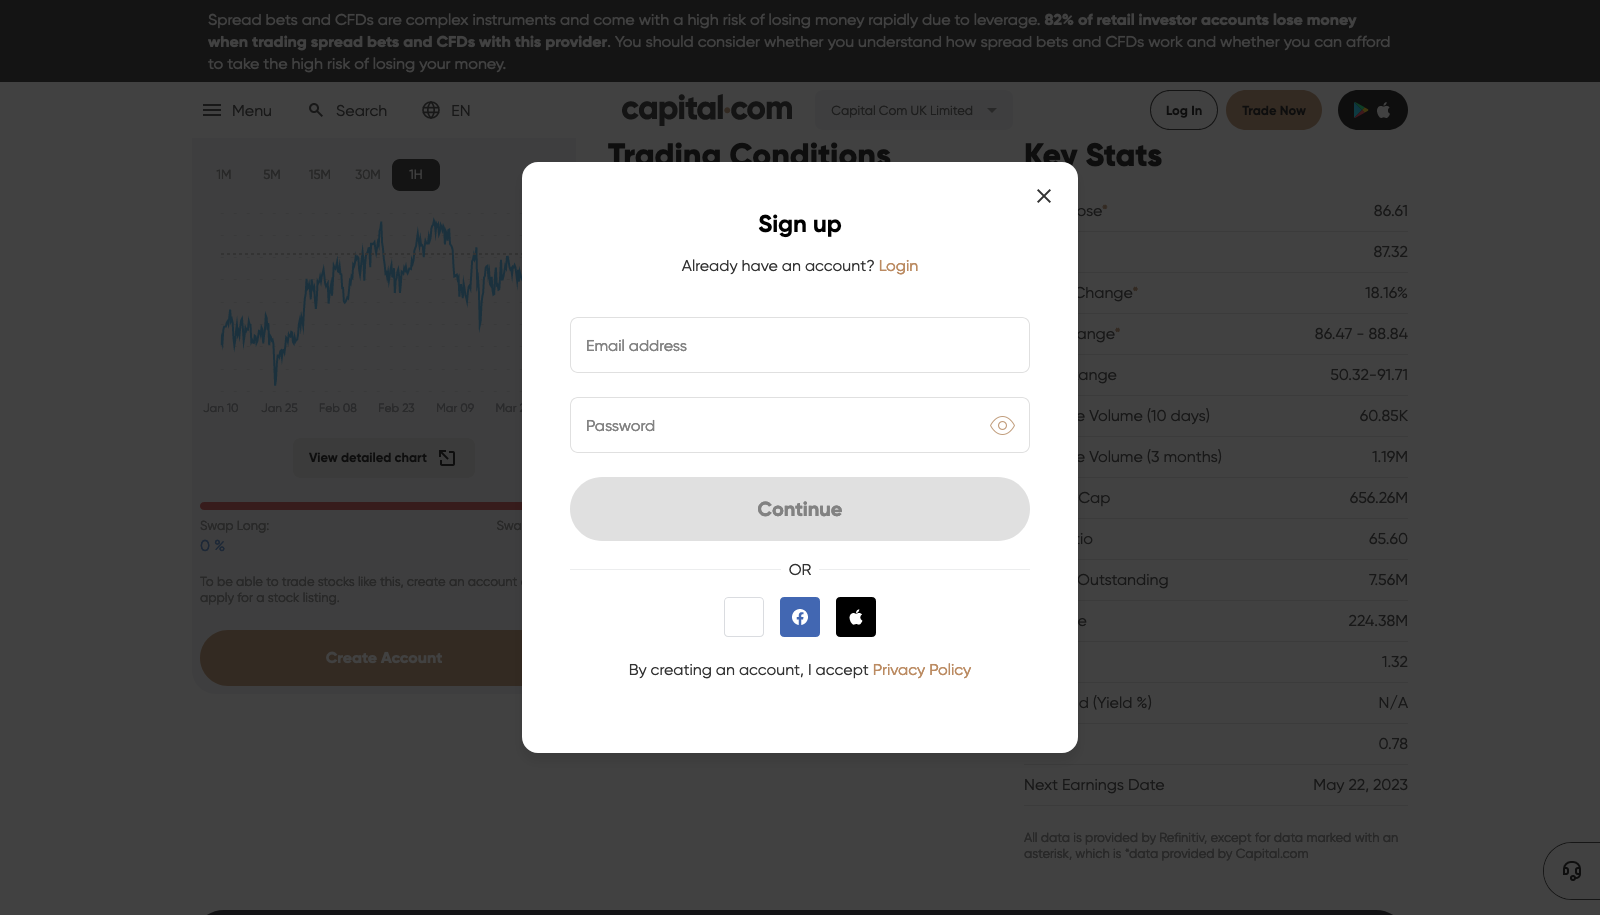 Spread bets and CFDs are complex instruments and come with a high risk of losing money rapidly due to leverage. 82% of retail investor accounts lose money
when trading spread bets and CFDs with this provider. You should consider whether you understand how spread bets and CFDs work and whether you can afford
to take the high risk of losing your money.
Menu
Search
EN
capital.com
Capital Com UK Limited
Log In
Trade Now
1M
5M
15M
30M
1H
Jan 10
Jan 25
Feb 08
Feb 23
Mar 09
Mar
View detailed chart
Swap Long:
0 %
To be able to trade stocks like this, create an account
apply for a stock listing.
Create Account
Trading Conditions
Sign up
Already have an account? Login
Email address
Password
Continue
OR
By creating an account, I accept Privacy Policy
Key Stats
86.61
87.32
Change* 18.16%
86.47 - 88.84
50.32-91.71
Volume (10 days) 60.85K
Volume (3 months) 1.19M
Cap 656.26M
65.60
Outstanding 7.56M
224.38M
1.32
(Yield %) N/A
0.78
Next Earnings Date May 22, 2023
All data is provided by Refinitiv, except for data marked with an
asterisk, which is *data provided by Capital.com